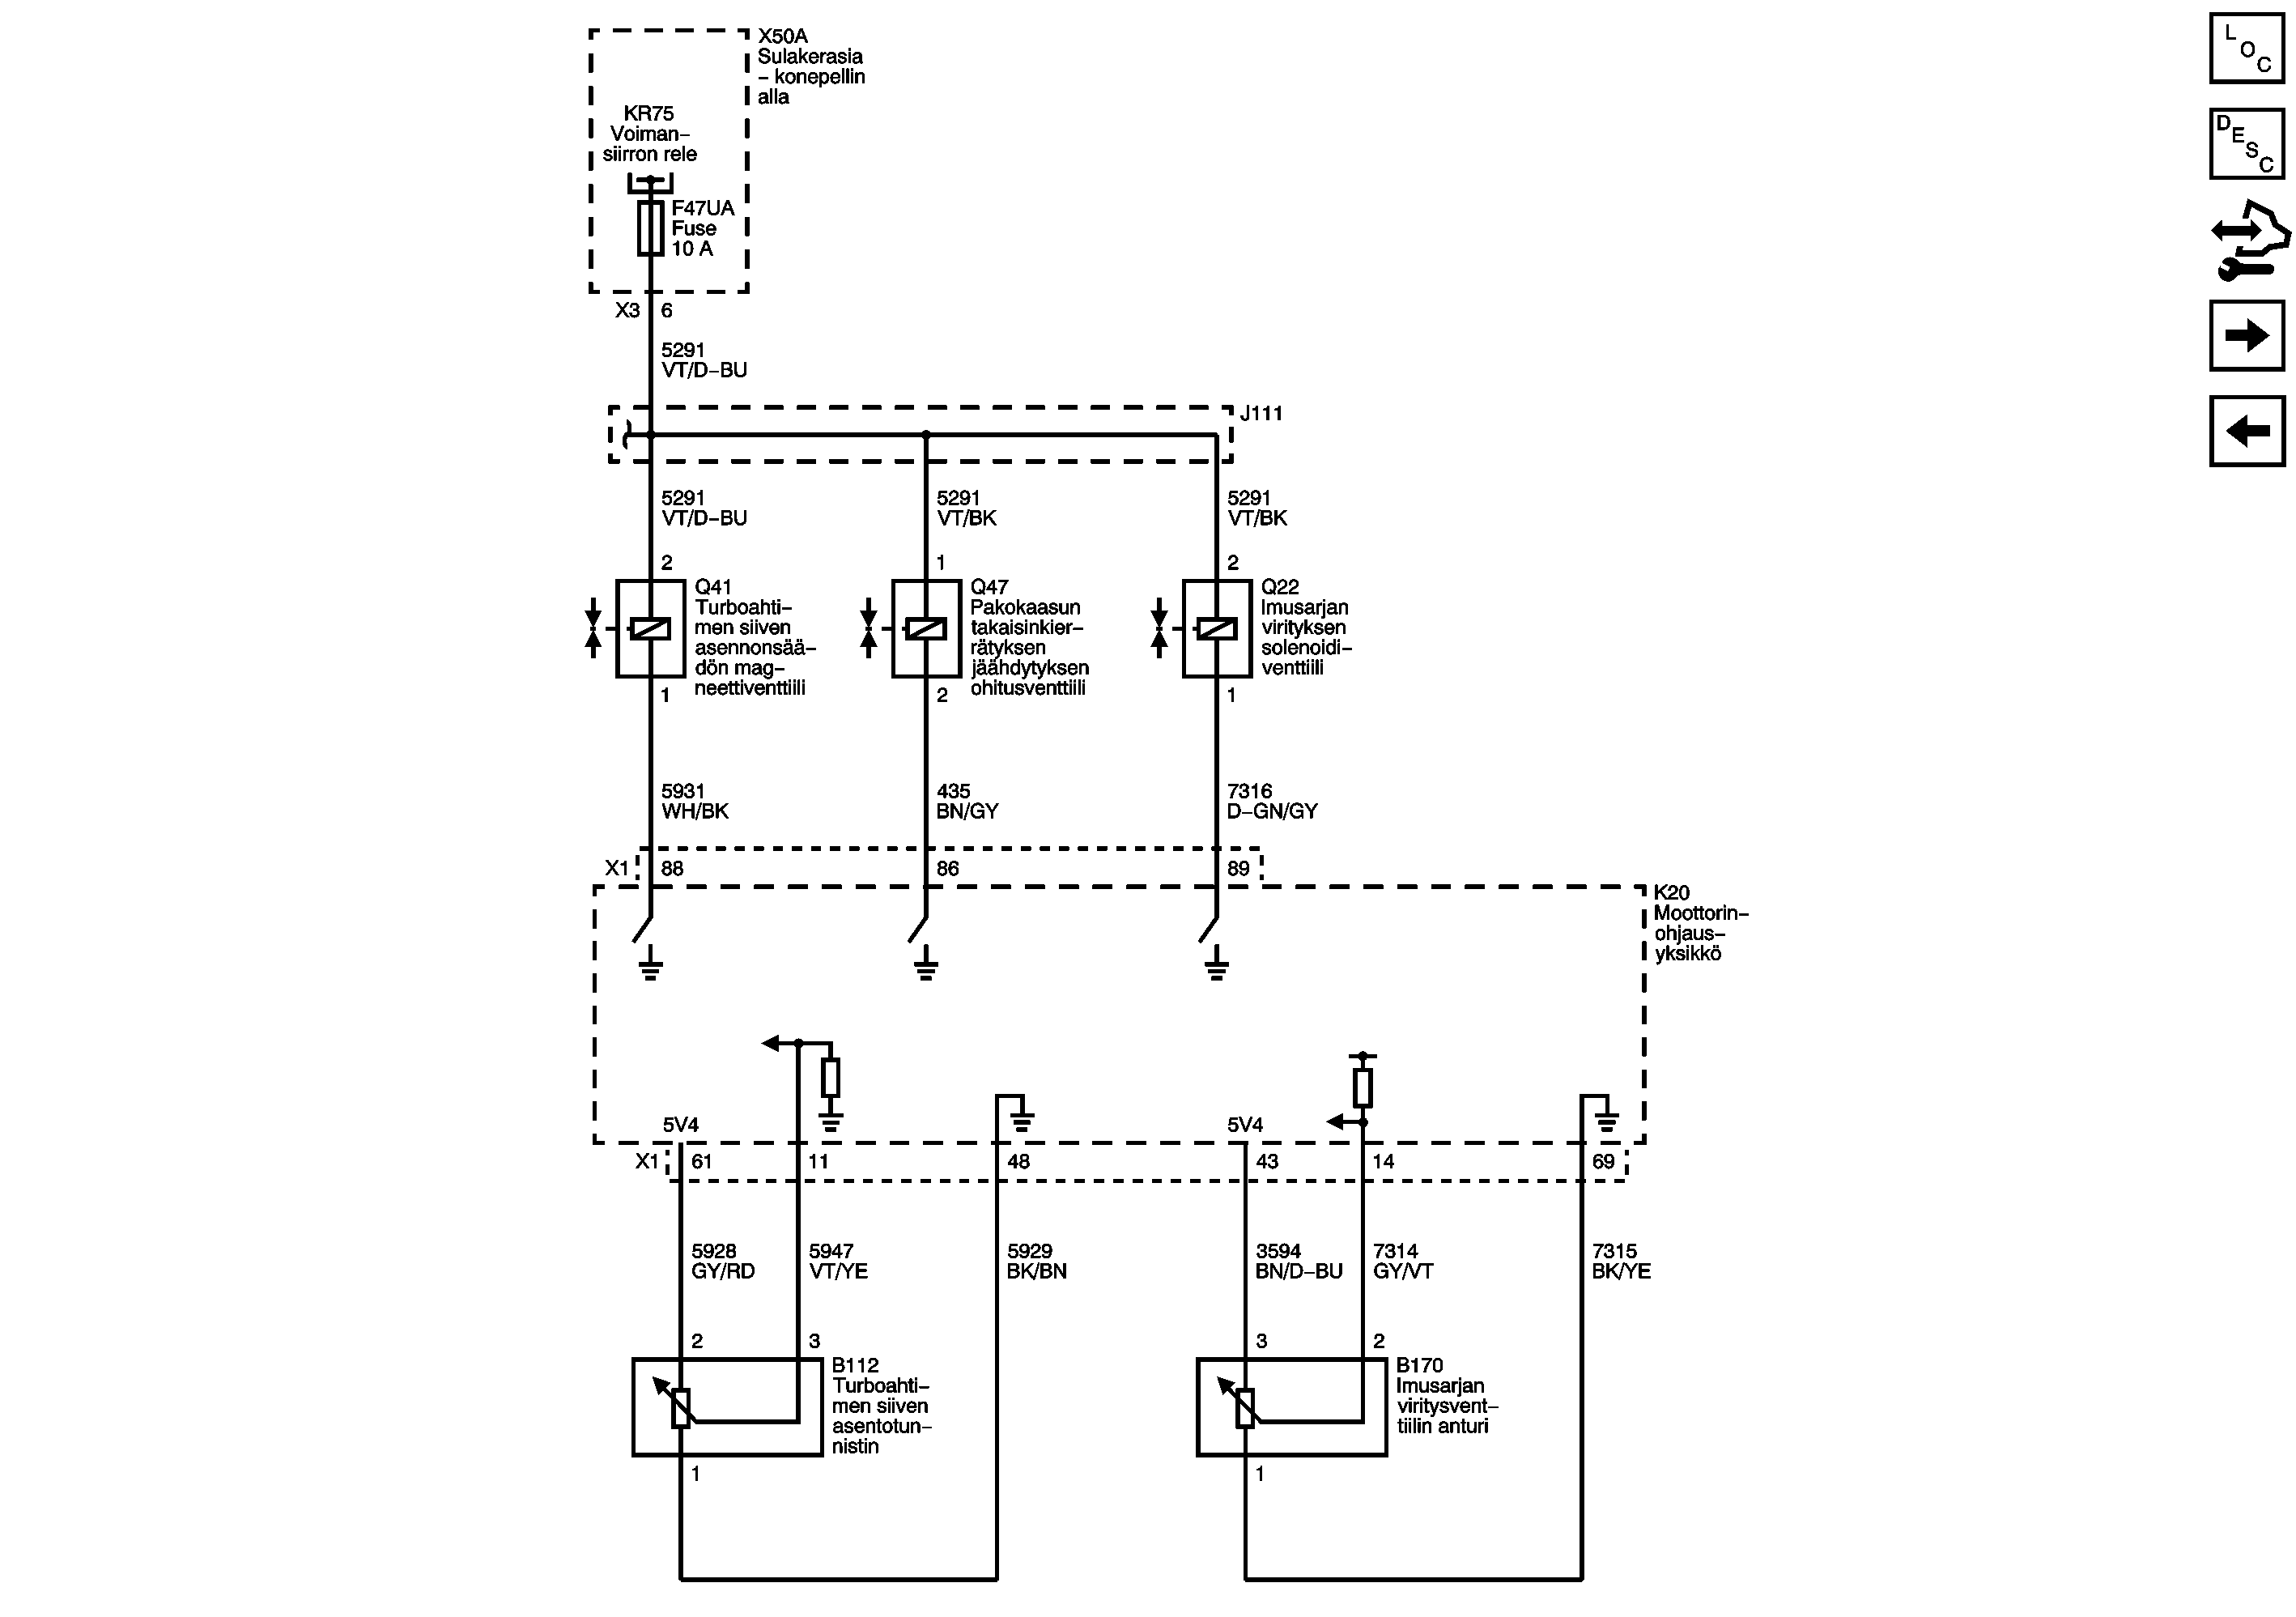 X50A
Sulakerasia
– konepellin
alla
KR75
Voiman–
siirron rele
F47UA
Fuse
10 A
X3 6
5291
VT/D–BU
J111
5291
VT/D–BU
5291
VT/BK
5291
VT/BK
2
1
2
Q41
Turboahti–
men siiven
asennonsää–
dön mag–
neettiventtiili
Q47
Pakokaasun
takaisinkier–
rätyksen
jäähdytyksen
ohitusventtiili
Q22
Imusarjan
virityksen
solenoidi–
venttiili
1
2
1
5931
WH/BK
435
BN/GY
7316
D–GN/GY
X1 88 86 89
K20
Moottorin–
ohjaus–
yksikkö
5V4
5V4
X1 61 11 48 43 14 69
5928
GY/RD
5947
VT/YE
5929
BK/BN
3594
BN/D–BU
7314
GY/VT
7315
BK/YE
2 3
3 2
B112
Turboahti–
men siiven
asentotun–
nistin
B170
Imusarjan
viritysvent–
tiilin anturi
1
1
LOC
DESC